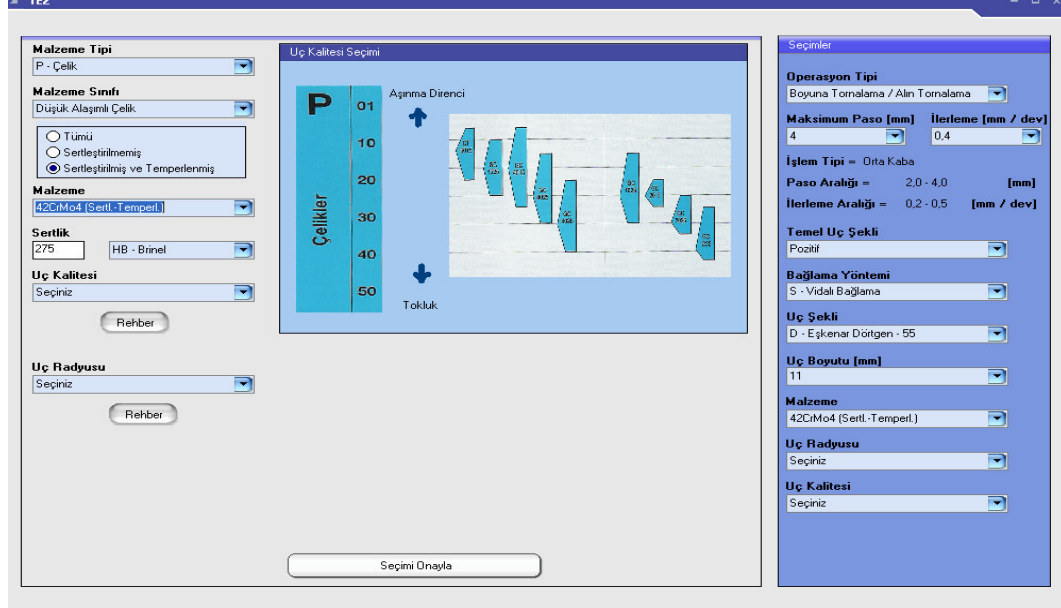 TE2
Malzeme Tipi
P - Çelik
Malzeme Sınıfı
Düşük Alaşımlı Çelik
Tümü
Sertleştirilmemiş
Sertleştirilmiş ve Temperlenmiş
Malzeme
42CrMo4 (Sertl.-Temperl.)
Sertlik
275 HB - Brinel
Uç Kalitesi
Seçiniz
Rehber
Uç Radyusu
Seçiniz
Rehber
Uç Kalitesi Seçimi
P
Çelikler
01
10
20
30
40
50
Aşınma Direnci
Tokluk
Seçimi Onayla
Seçimler
Operasyon Tipi
Boyuna Tornalama / Alın Tornalama
Maksimum Paso [mm] İlerleme [mm / dev]
4 0,4
İşlem Tipi = Orta Kaba
Paso Aralığı = 2,0 - 4,0 [mm]
İlerleme Aralığı = 0,2 - 0,5 [mm / dev]
Temel Uç Şekli
Pozitif
Bağlama Yöntemi
S - Vidalı Bağlama
Uç Şekli
D - Eşkenar Dörtgen - 55
Uç Boyutu [mm]
11
Malzeme
42CrMo4 (Sertl.-Temperl.)
Uç Radyusu
Seçiniz
Uç Kalitesi
Seçiniz